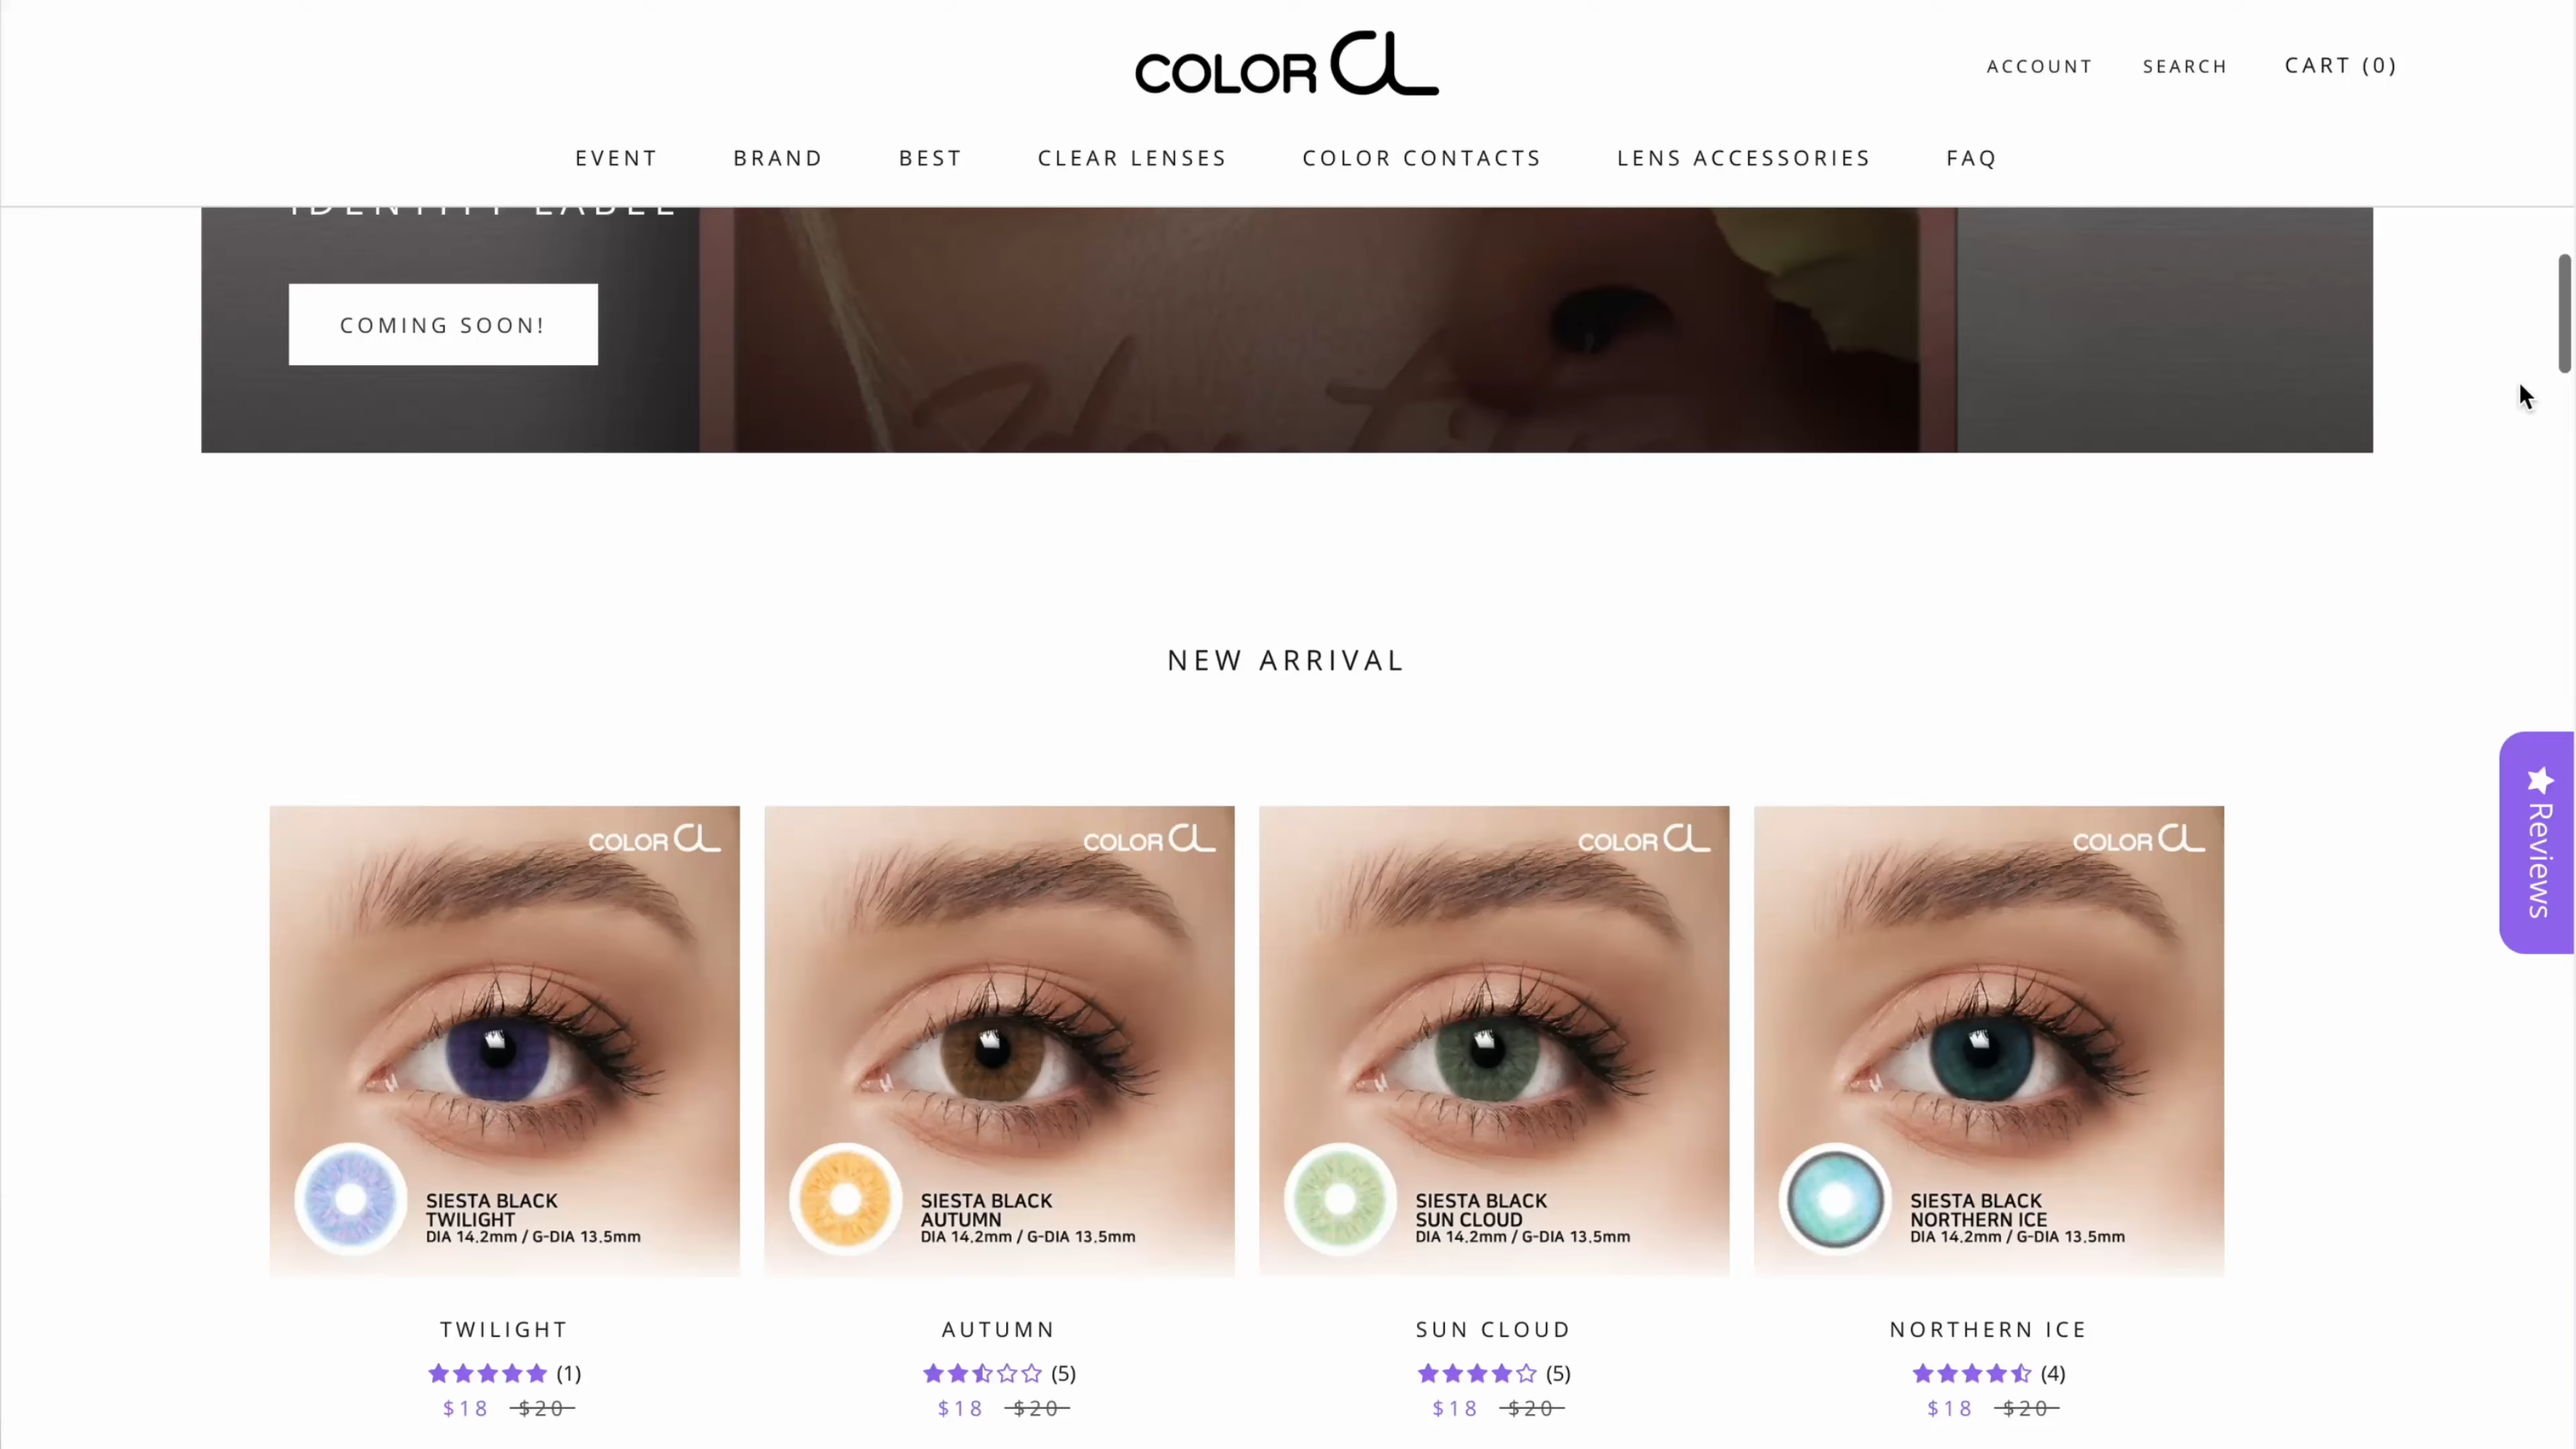 COLOR CL
ACCOUNT SEARCH CART (0)
EVENT BRAND BEST CLEAR LENSES COLOR CONTACTS LENS ACCESSORIES FAQ
IDENTITY LABEL
COMING SOON!
NEW ARRIVAL
Reviews
COLOR CL
SIESTA BLACK
TWILIGHT
DIA 14.2mm / G-DIA 13.5mm
COLOR CL
SIESTA BLACK
AUTUMN
DIA 14.2mm / G-DIA 13.5mm
COLOR CL
SIESTA BLACK
SUN CLOUD
DIA 14.2mm / G-DIA 13.5mm
COLOR CL
SIESTA BLACK
NORTHERN ICE
DIA 14.2mm / G-DIA 13.5mm
TWILIGHT
(1)
$18 $20
AUTUMN
(5)
$18 $20
SUN CLOUD
(5)
$18 $20
NORTHERN ICE
(4)
$18 $20